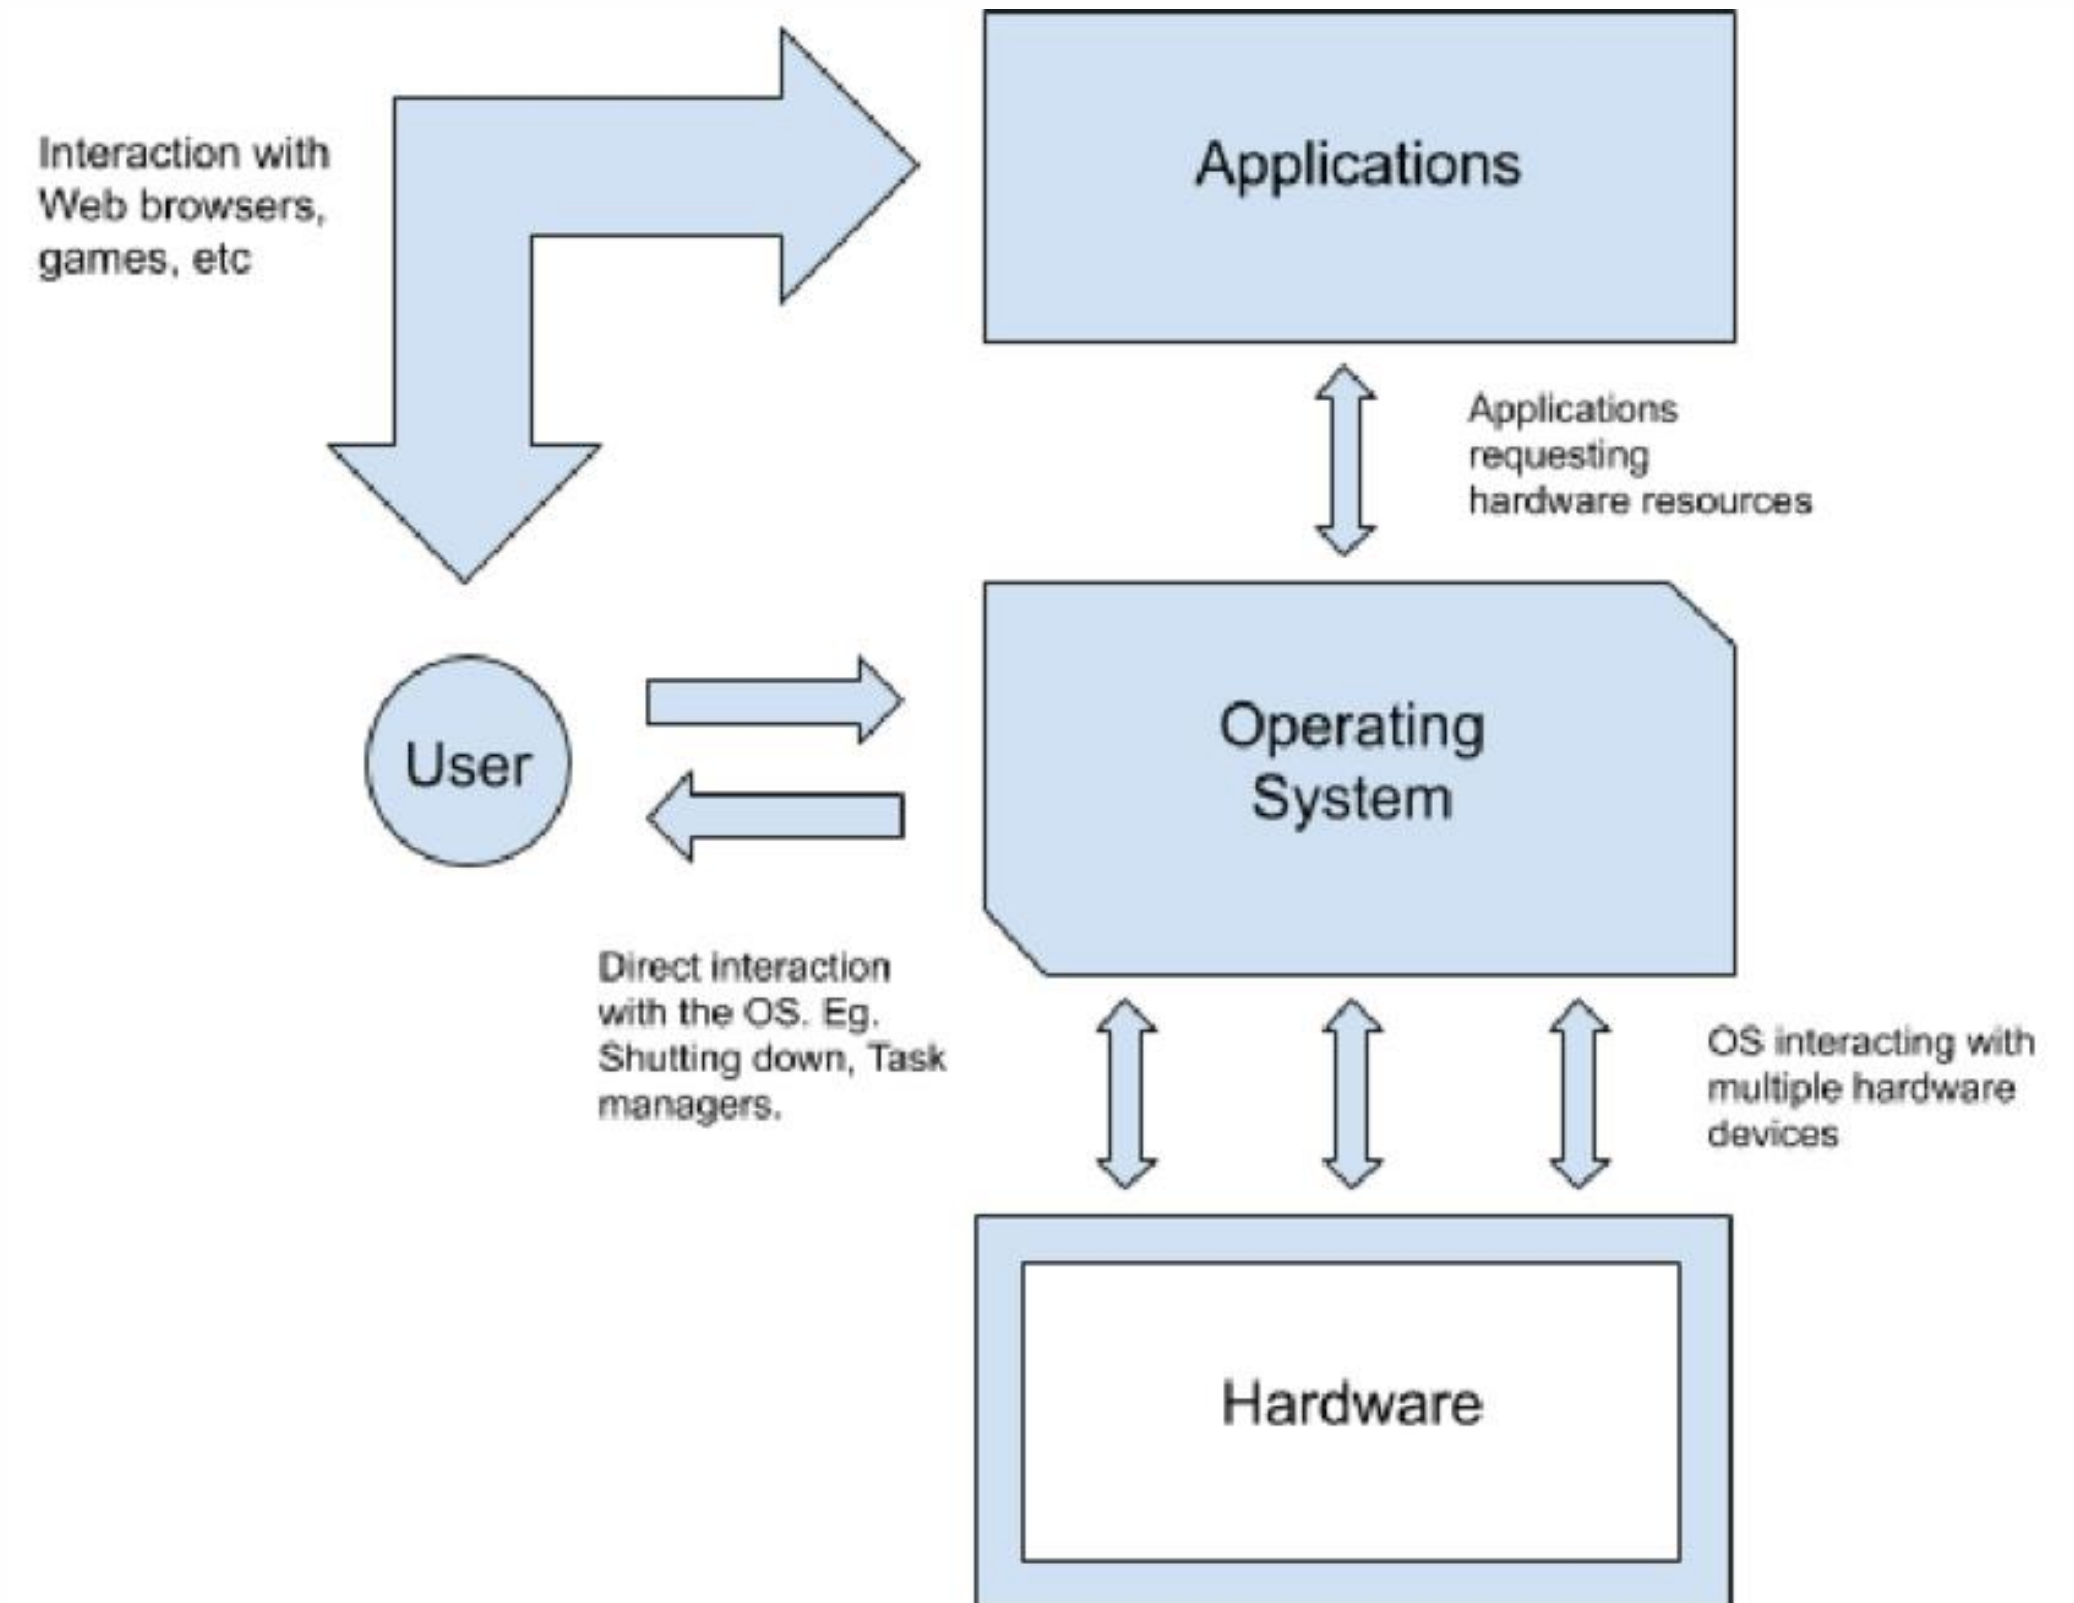 Interaction with
Web browsers,
games, etc
Applications
Applications
requesting
hardware resources
User
Operating
System
Direct interaction
with the OS. Eg.
Shutting down, Task
managers.
OS interacting with
multiple hardware
devices
Hardware